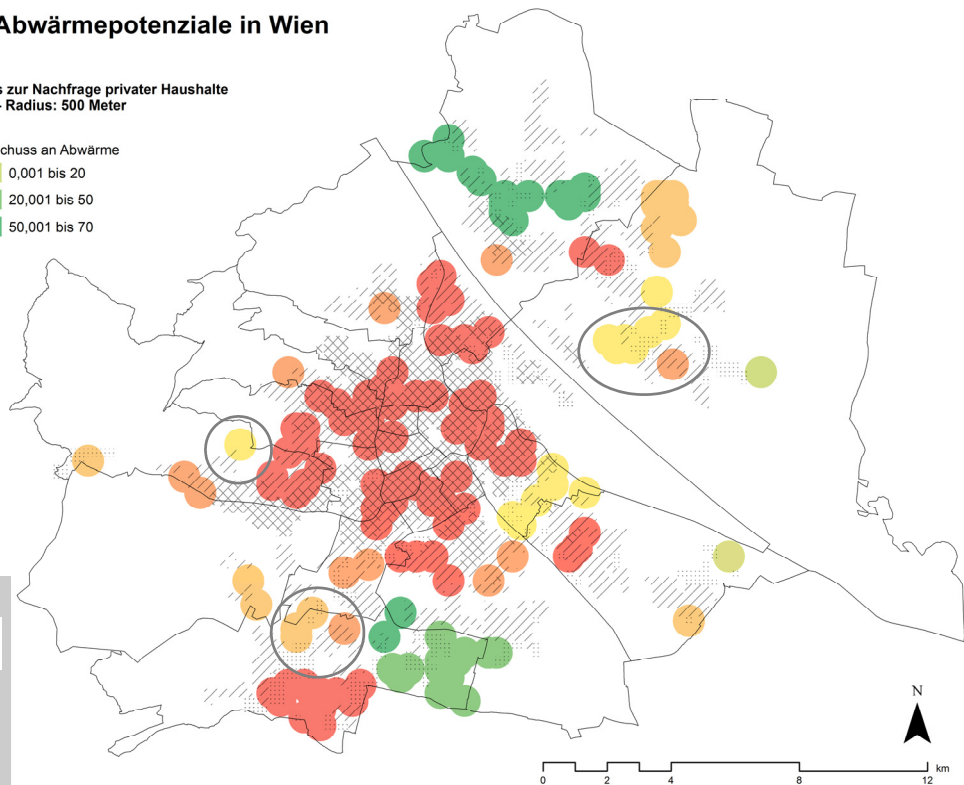 Abwärmepotenziale in Wien
zur Nachfrage privater Haushalte
- Radius: 500 Meter
an Abwärme
0,001 bis 20
20,001 bis 50
50,001 bis 70
N
km
0 2 4 8 12